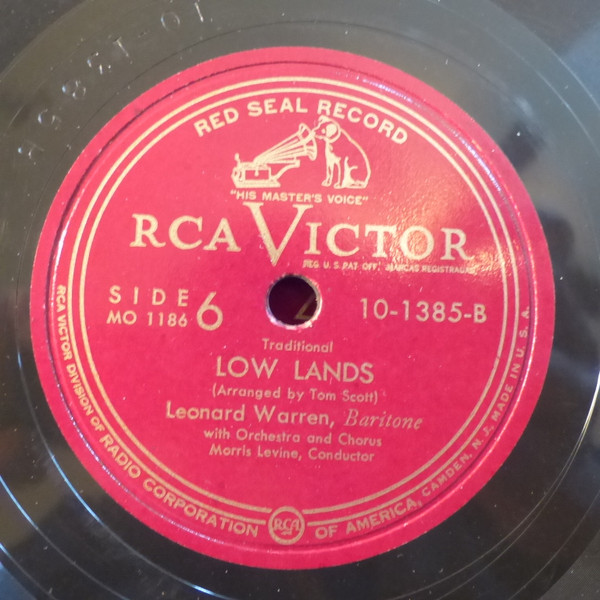 RED SEAL RECORD
"HIS MASTER'S VOICE"
RCA VICTOR
REG. U.S. PAT. OFF. MARCAS REGISTRADAS
SIDE 6
MO 1186
10-1385-B
Traditional
LOW LANDS
(Arranged by Tom Scott)
Leonard Warren, Baritone
with Orchestra and Chorus
Morris Levine, Conductor
RCA VICTOR DIVISION OF RADIO CORPORATION OF AMERICA, CAMDEN, N. J. MADE IN U. S. A.
RCA